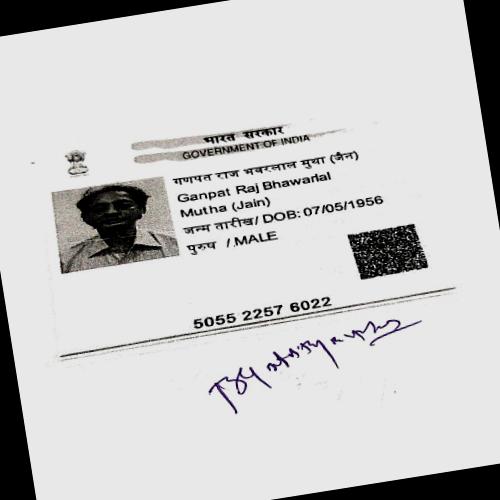 भारत सरकार
GOVERNMENT OF INDIA
गणपत राज भवरलाल मुथा (जैन)
Ganpat Raj Bhawarlal
Mutha (Jain)
जन्म तारीख/ DOB: 07/05/1956
पुरुष / MALE
5055 2257 6022